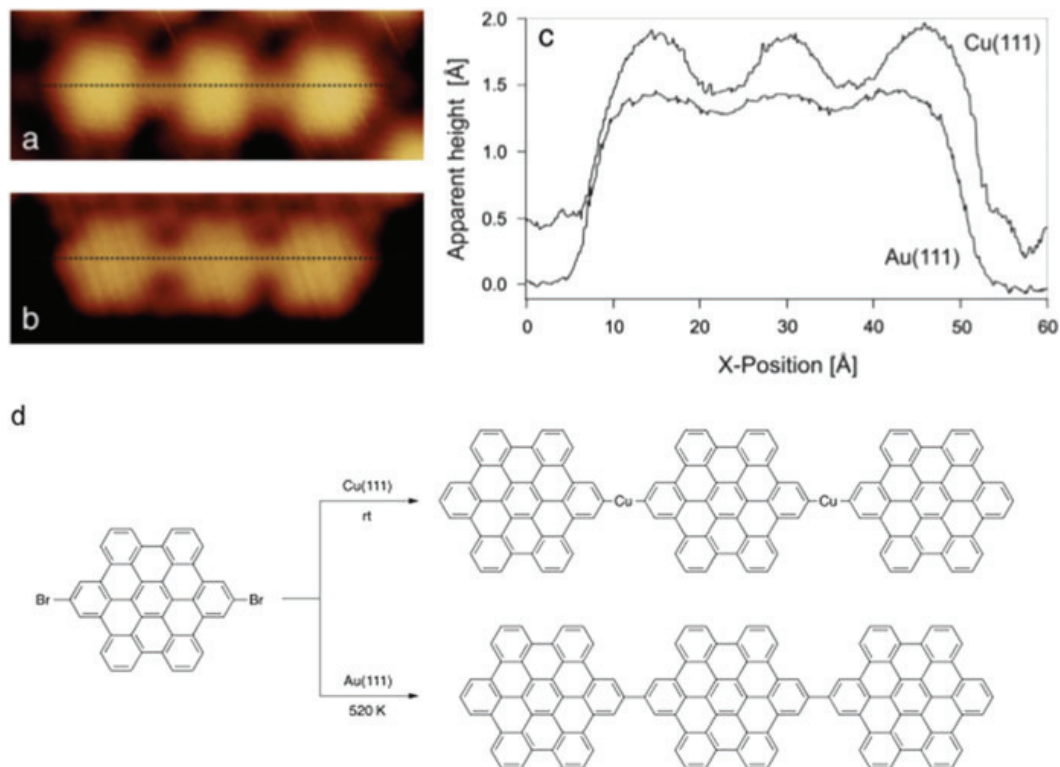 a
b
c
2.0
1.5
1.0
0.5
0.0
Apparent height [Å]
Cu(111)
Au(111)
0 10 20 30 40 50 60
X-Position [Å]
d
Br
Br
Cu(111)
rt
Cu
Cu
Au(111)
520 K